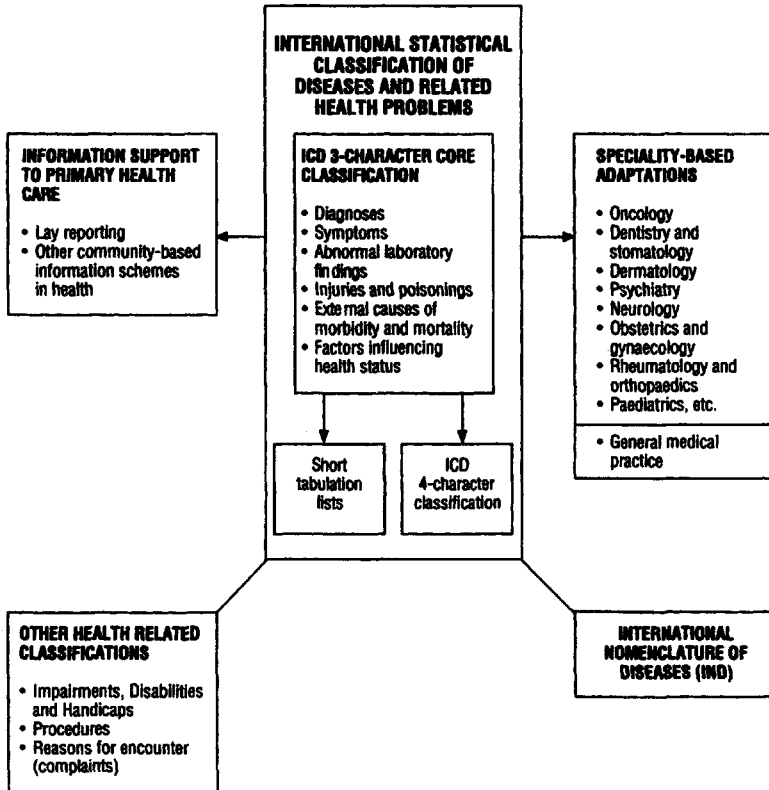 INTERNATIONAL STATISTICAL
CLASSIFICATION OF
DISEASES AND RELATED
HEALTH PROBLEMS
INFORMATION SUPPORT
TO PRIMARY HEALTH
CARE
• Lay reporting
• Other community-based
information schemes
in health
ICD 3-CHARACTER CORE
CLASSIFICATION
• Diagnoses
• Symptoms
• Abnormal laboratory
findings
• Injuries and poisonings
• External causes of
morbidity and mortality
• Factors influencing
health status
SPECIALITY-BASED
ADAPTATIONS
• Oncology
• Dentistry and
stomatology
• Dermatology
• Psychiatry
• Neurology
• Obstetrics and
gynaecology
• Rheumatology and
orthopaedics
• Paediatrics, etc.
• General medical
practice
Short
tabulation
lists
ICD
4-character
classification
OTHER HEALTH RELATED
CLASSIFICATIONS
• Impairments, Disabilities
and Handicaps
• Procedures
• Reasons for encounter
(complaints)
INTERNATIONAL
NOMENCLATURE OF
DISEASES (IND)